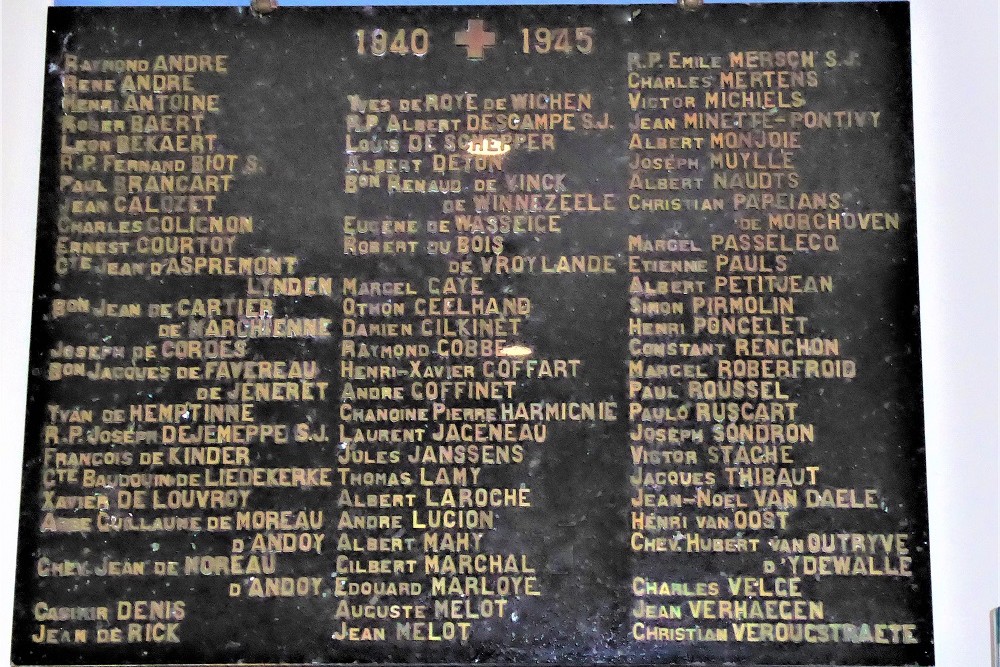 1940 1945
RAYMOND ANDRE
RENE ANDRE
HENRI ANTOINE
ROGER BAERT
LEON BEKAERT
R.P. FERNAND BIOT S.
PAUL BRANCART
JEAN CALOZET
CHARLES COLIGNON
ERNEST COURTOY
CTE JEAN D'ASPREMONT
LYNDEN
BON JEAN DE CARTIER
DE MARCHIENNE
JOSEPH DE CORDES
BON JACQUES DE FAVEREAU
DE JENERET
YVAN DE HEMPTINNE
R.P. JOSEPH DEJEMEPPE S.J.
FRANÇOIS DE KINDER
CTE BAUDOUIN DE LIEDEKERKE
XAVIER DE LOUVROY
ABBE GUILLAUME DE MOREAU
D'ANDOY
CHEV. JEAN DE MOREAU
D'ANDOY
CASIMIR DENIS
JEAN DE RICK
YVES DE ROYE DE WICHEN
R.P. ALBERT DESCAMPE S.J.
LOUIS DE SCHEPPER
ALBERT DETON
BON RENAUD DE VINCK
DE WINNEZEELE
EUGENE DE WASSEIGE
ROBERT DU BOIS
DE VROYLANDE
MARCEL GAYE
OTHON GEELHAND
DAMIEN GILKINET
RAYMOND GOBBE
HENRI-XAVIER GOFFART
ANDRE GOFFINET
CHANOINE PIERRE HARMIGNIE
LAURENT JAGENEAU
JULES JANSSENS
THOMAS LAMY
ALBERT LAROCHE
ANDRE LUCION
ALBERT MAHY
GILBERT MARCHAL
EDOUARD MARLOYE
AUGUSTE MELOT
JEAN MELOT
R.P. EMILE MERSCH S.J.
CHARLES MERTENS
VICTOR MICHIELS
JEAN MINETTE-PONTIVY
ALBERT MONJOIE
JOSEPH MUYLLE
ALBERT NAUDTS
CHRISTIAN PAPEIANS
DE MORCHOVEN
MARCEL PASSELECQ
ETIENNE PAULS
ALBERT PETITJEAN
SIMON PIRMOLIN
HENRI PONCELET
CONSTANT RENCHON
MARCEL ROBERFROID
PAUL ROUSSEL
PAULO RUSCART
JOSEPH SONDRON
VICTOR STACHE
JACQUES THIBAUT
JEAN-NOEL VAN DAELE
HENRI VAN OOST
CHEV. HUBERT VAN OUTRYVE
D'YDEWALLE
CHARLES VELGE
JEAN VERHAEGEN
CHRISTIAN VEROUGSTRAETE